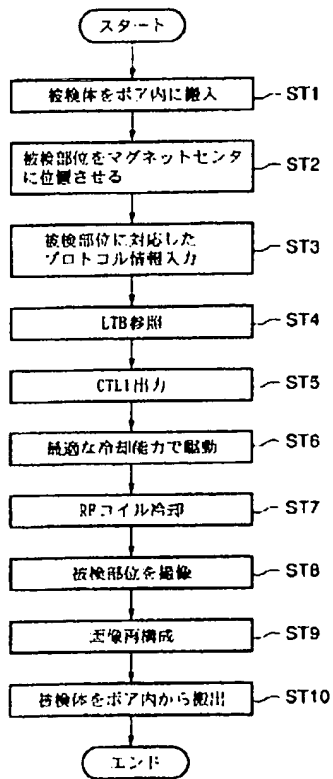 スタート
被検体をボア内に搬入
ST1
被検部位をマグネットセンタ
に位置させる
ST2
被検部位に対応した
プロトコル情報入力
ST3
LTB参照
ST4
CTL1出力
ST5
最適な冷却能力で駆動
ST6
RFコイル冷却
ST7
被検部位を撮像
ST8
画像再構成
ST9
被検体をボア内から搬出
ST10
エンド